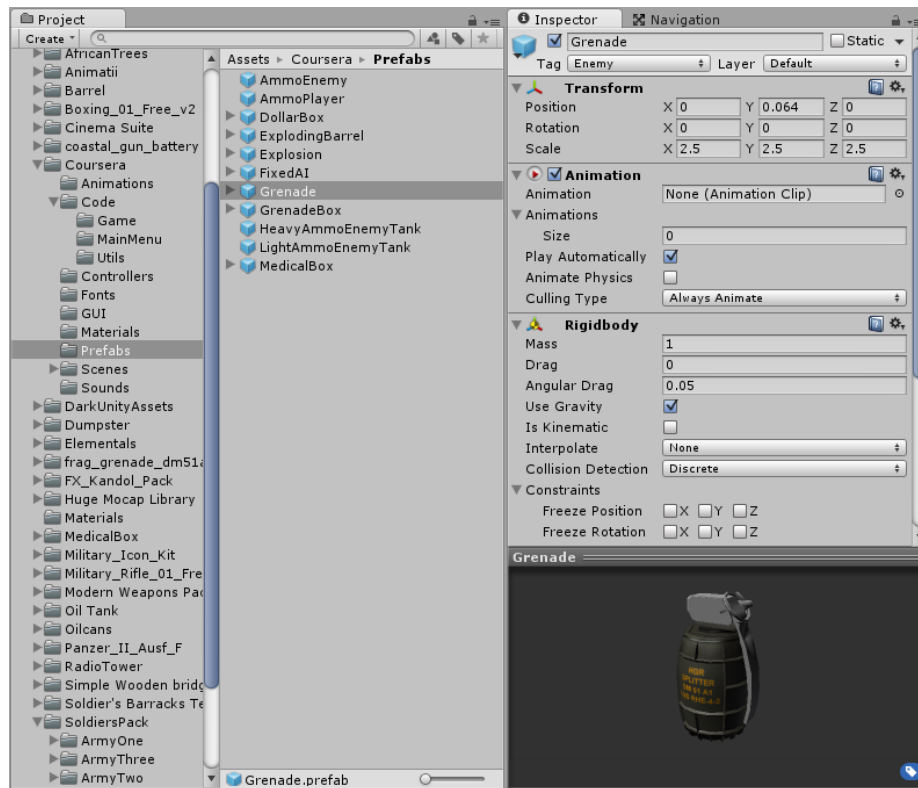 Project
Create
AfricanTrees
Animatii
Barrel
Boxing_01_Free_v2
Cinema Suite
coastal_gun_battery
Coursera
Animations
Code
Game
MainMenu
Utils
Controllers
Fonts
GUI
Materials
Prefabs
Scenes
Sounds
DarkUnityAssets
Dumpster
Elementals
frag_grenade_dm51a
FX_Kandol_Pack
Huge Mocap Library
Materials
MedicalBox
Military_Icon_Kit
Military_Rifle_01_Fre
Modern Weapons Pac
Oil Tank
Oilcans
Panzer_II_Ausf_F
RadioTower
Simple Wooden bridg
Soldier's Barracks Te
SoldiersPack
ArmyOne
ArmyThree
ArmyTwo
Assets Coursera Prefabs
AmmoEnemy
AmmoPlayer
DollarBox
ExplodingBarrel
Explosion
FixedAI
Grenade
GrenadeBox
HeavyAmmoEnemyTank
LightAmmoEnemyTank
MedicalBox
Grenade.prefab
Inspector Navigation
Grenade Static
Tag Enemy Layer Default
Transform
Position X 0 Y 0.064 Z 0
Rotation X 0 Y 0 Z 0
Scale X 2.5 Y 2.5 Z 2.5
Animation
Animation None (Animation Clip)
Animations
Size 0
Play Automatically
Animate Physics
Culling Type Always Animate
Rigidbody
Mass 1
Drag 0
Angular Drag 0.05
Use Gravity
Is Kinematic
Interpolate None
Collision Detection Discrete
Constraints
Freeze Position X Y Z
Freeze Rotation X Y Z
Grenade
SPLITTER
DM 51 A1